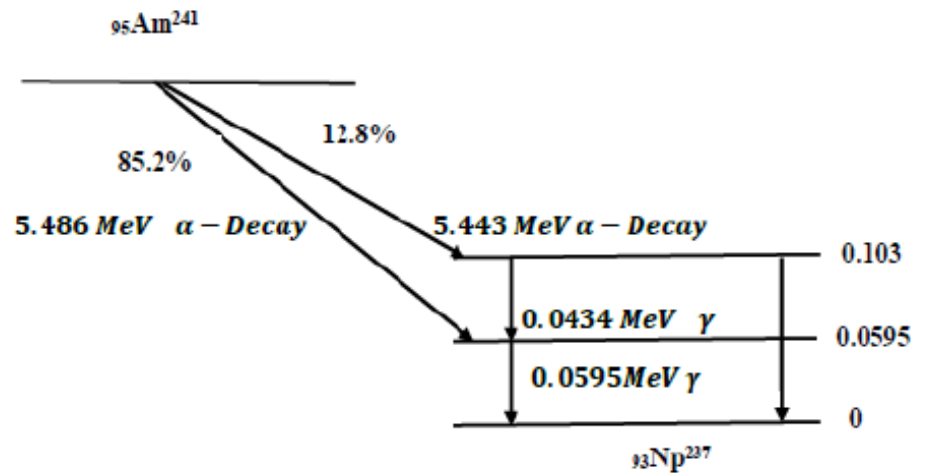 ₉₅Am²⁴¹
12.8%
85.2%
5.486 MeV α − Decay
5.443 MeV α − Decay
0.103
0.0434 MeV γ
0.0595
0.0595MeV γ
0
₉₃Np²³⁷